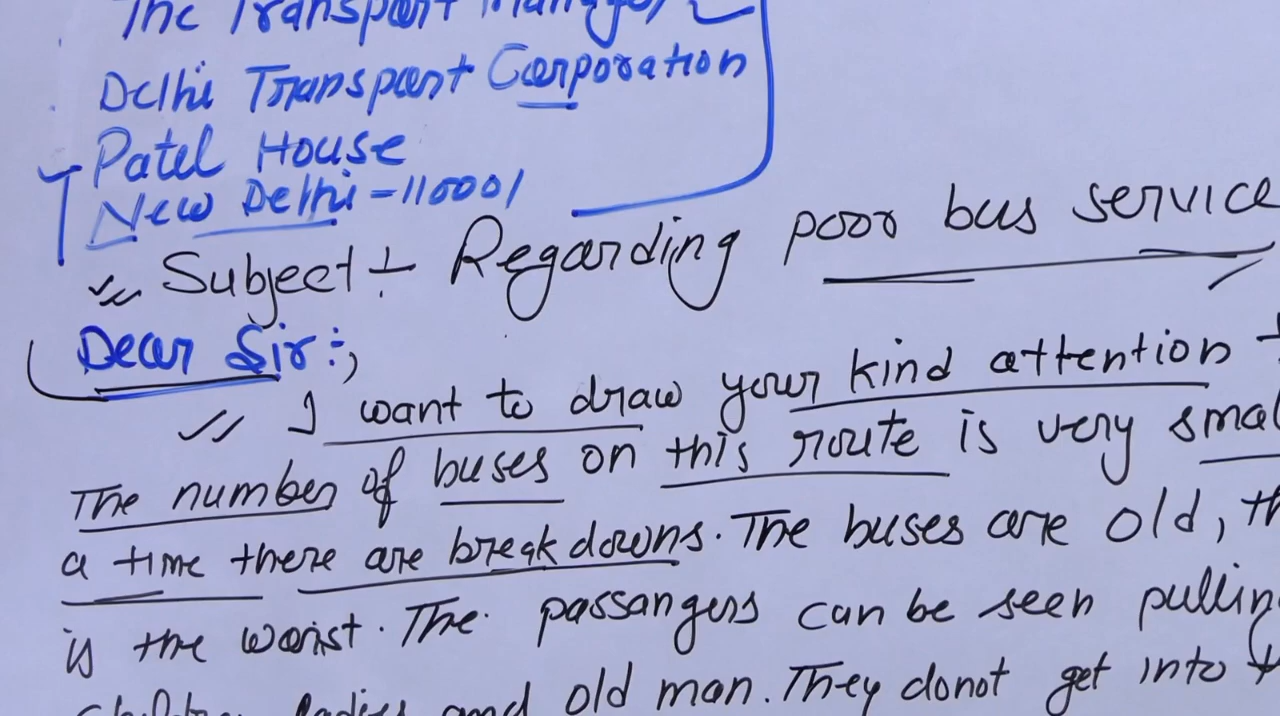 The Transport Manager
Delhi Transport Corporation
Patel House
New Delhi-110001
Subject:- Regarding poor bus service
Dear Sir:-,
I want to draw your kind attention
The number of buses on this route is very
a time there are breakdowns. The buses are old,
is the worist. The passangers can be seen
ladies and old man. They donot get into